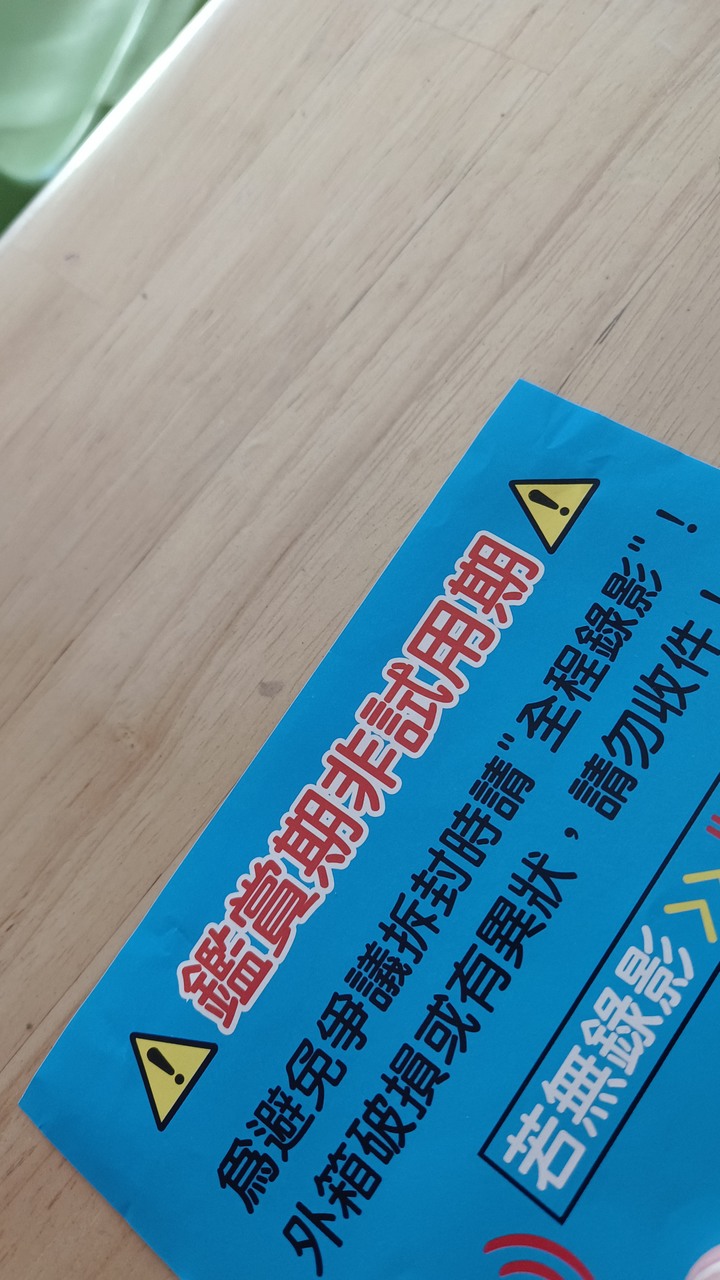 鑑賞期非試用期
為避免爭議拆封時請"全程錄影"！
外箱破損或有異狀，請勿收件！
若無錄影